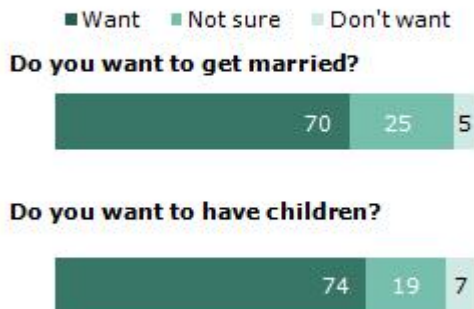 Want Not sure Don't want
Do you want to get married?
70 25 5
Do you want to have children?
74 19 7